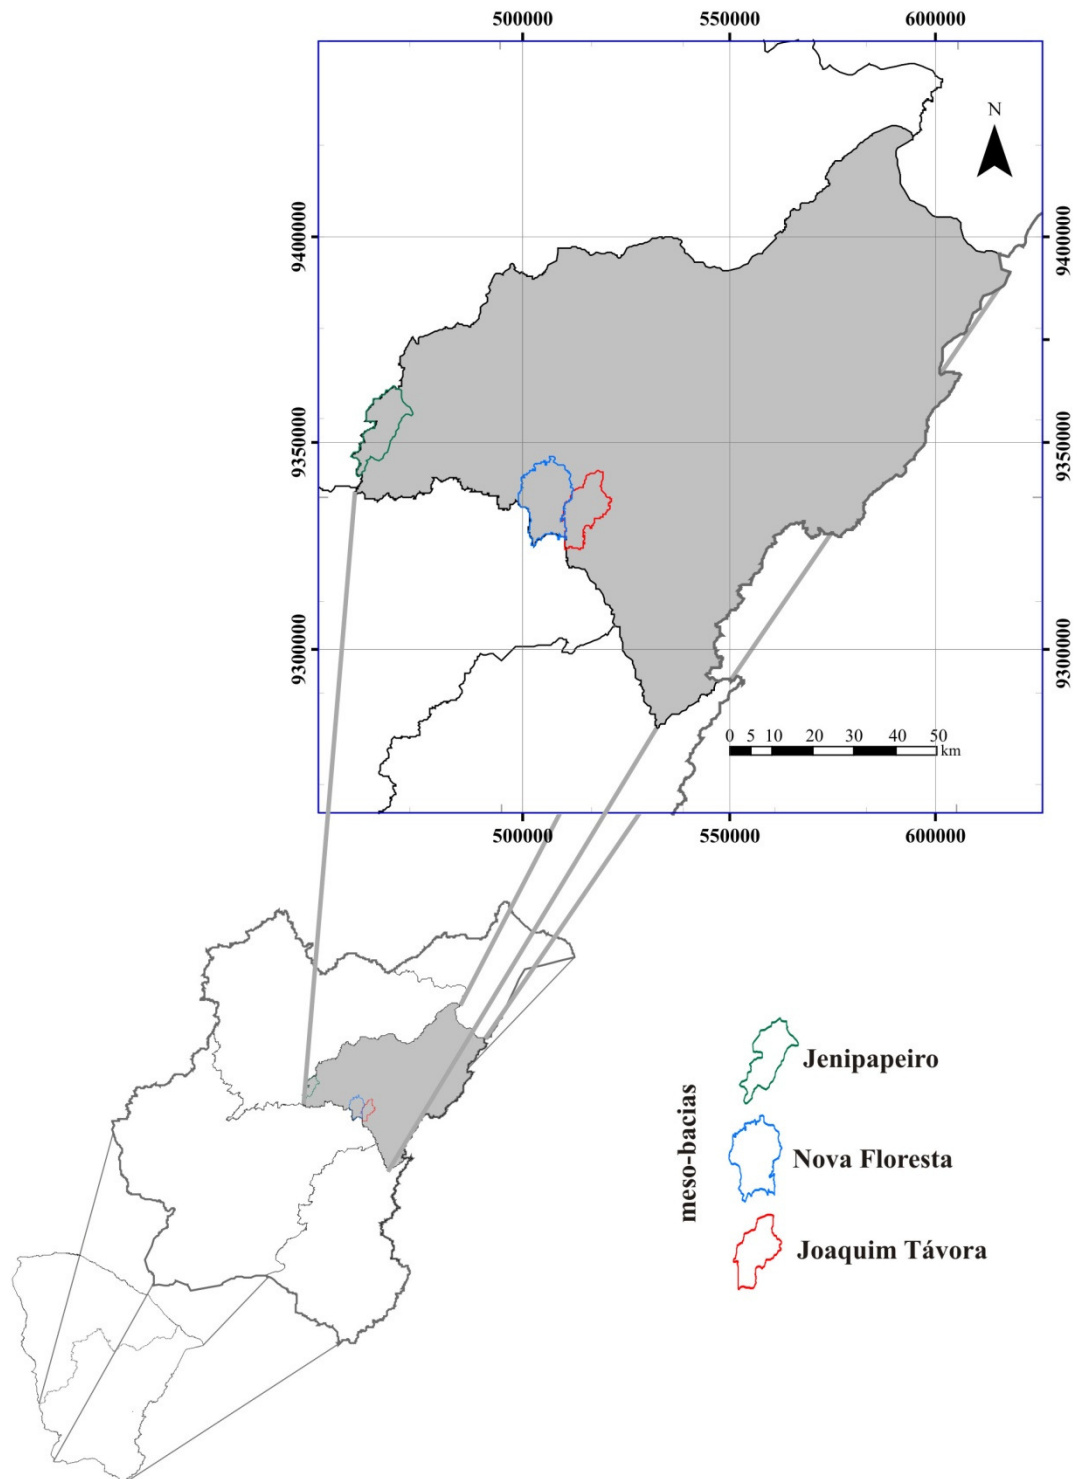 500000 550000 600000
N
9400000 9400000
9350000 9350000
9300000 9300000
0 5 10 20 30 40 50
km
500000 550000 600000
meso-bacias
Jenipapeiro
Nova Floresta
Joaquim Távora